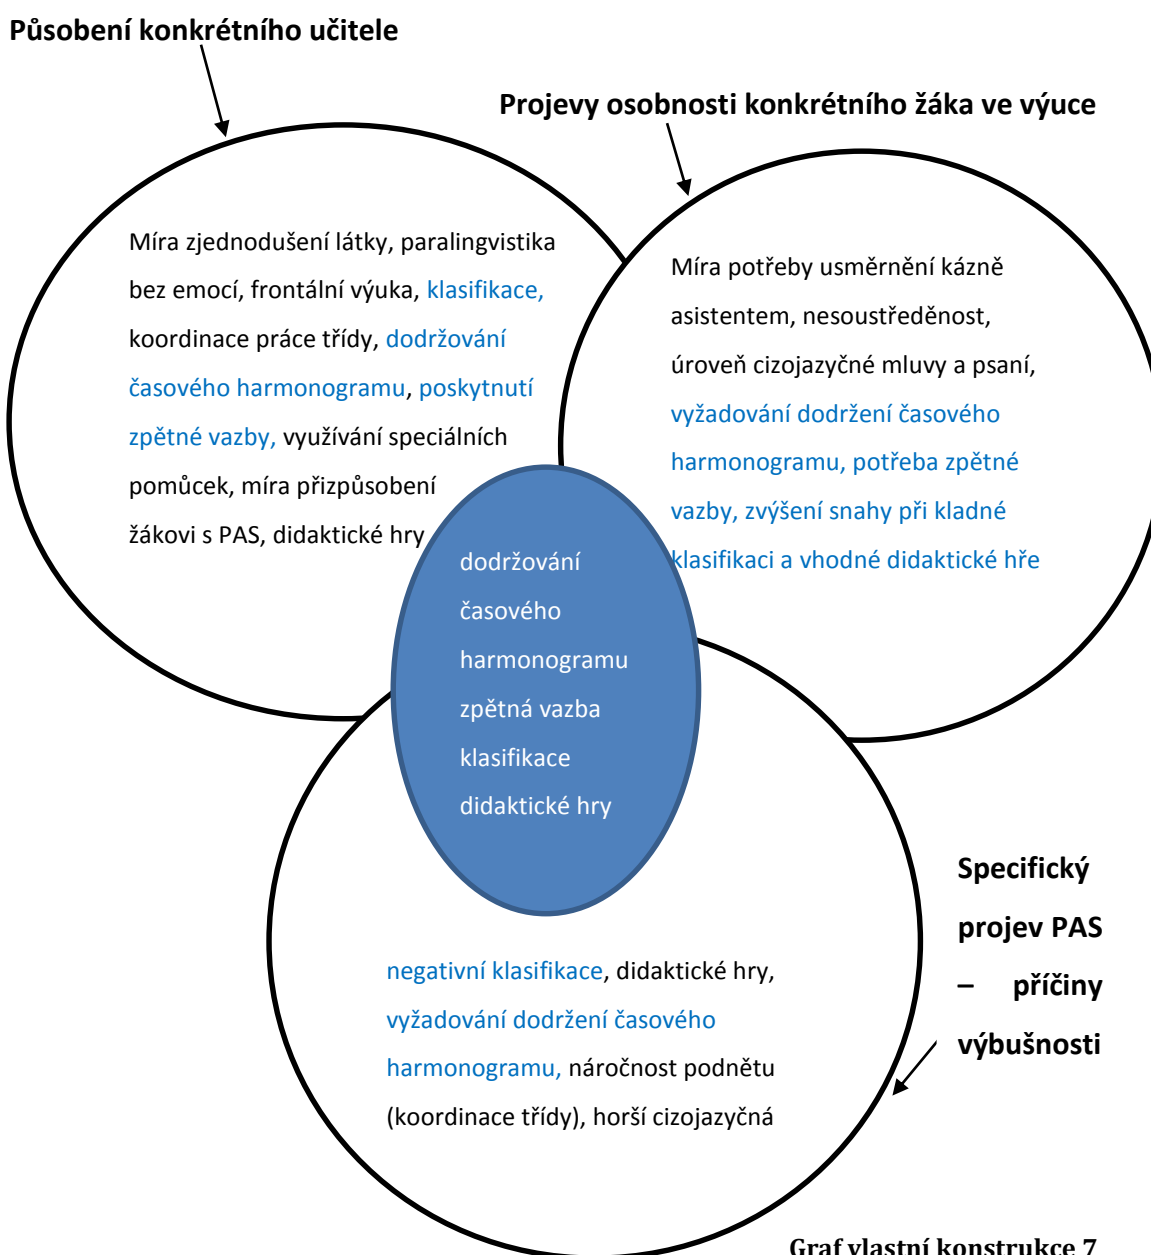 Působení konkrétního učitele
Projevy osobnosti konkrétního žáka ve výuce
Míra zjednodušení látky, paralingvistika
bez emocí, frontální výuka, klasifikace,
koordinace práce třídy, dodržování
časového harmonogramu, poskytnutí
zpětné vazby, využívání speciálních
pomůcek, míra přizpůsobení
žákovi s PAS, didaktické hry
Míra potřeby usměrnění kázně
asistentem, nesoustředěnost,
úroveň cizojazyčné mluvy a psaní,
vyžadování dodržení časového
harmonogramu, potřeba zpětné
vazby, zvýšení snahy při kladné
klasifikaci a vhodné didaktické hře
dodržování
časového
harmonogramu
zpětná vazba
klasifikace
didaktické hry
Specifický
projev PAS
– příčiny
výbušnosti
negativní klasifikace, didaktické hry,
vyžadování dodržení časového
harmonogramu, náročnost podnětu
(koordinace třídy), horší cizojazyčná
Graf vlastní konstrukce 7